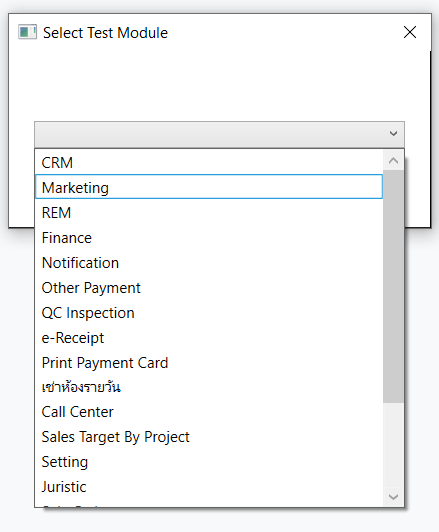 Select Test Module
CRM
Marketing
REM
Finance
Notification
Other Payment
QC Inspection
e-Receipt
Print Payment Card
เช่าห้องรายวัน
Call Center
Sales Target By Project
Setting
Juristic